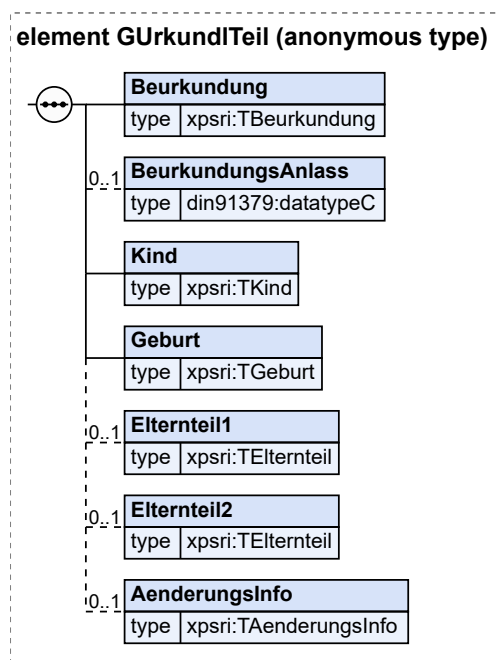 element GUrkundlTeil (anonymous type)
Beurkundung
type xpsri:TBeurkundung
0..1 BeurkundungsAnlass
type din91379:datatypeC
Kind
type xpsri:TKind
Geburt
type xpsri:TGeburt
0..1 Elternteil1
type xpsri:TElternteil
0..1 Elternteil2
type xpsri:TElternteil
0..1 AenderungsInfo
type xpsri:TAenderungsInfo